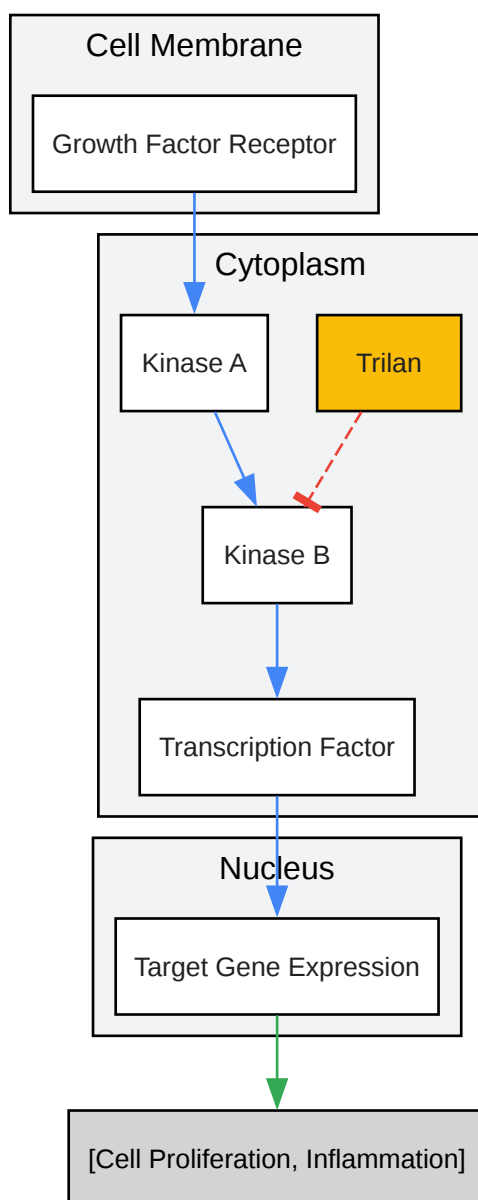 Cell Membrane
Growth Factor Receptor
Cytoplasm
Kinase A
Trilan
Kinase B
Transcription Factor
Nucleus
Target Gene Expression
[Cell Proliferation, Inflammation]